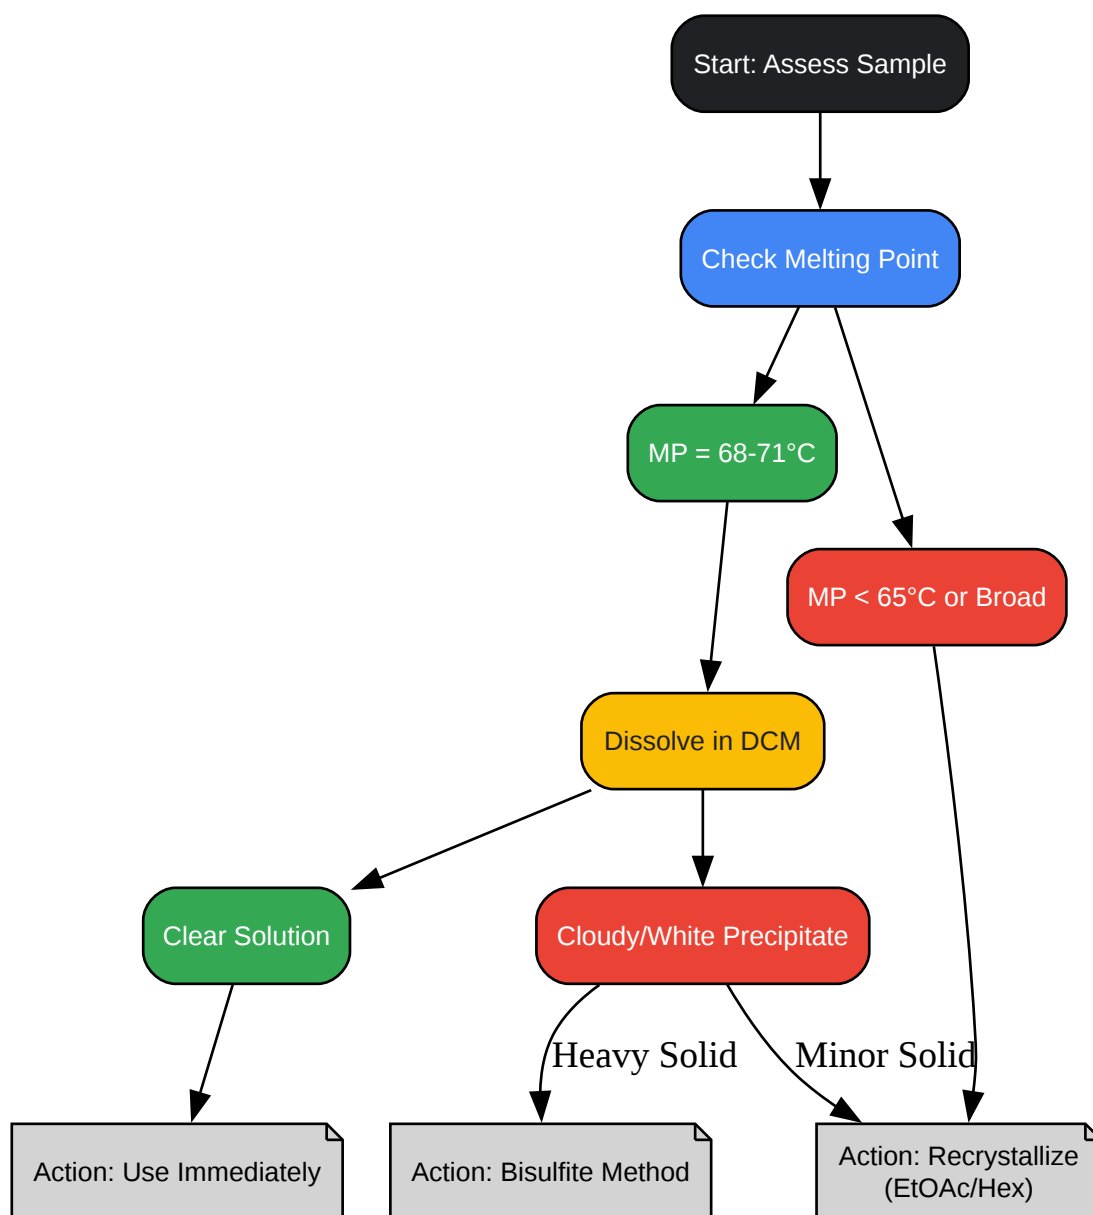 Start: Assess Sample
Check Melting Point
MP = 68-71°C
MP < 65°C or Broad
Dissolve in DCM
Clear Solution
Cloudy/White Precipitate
Heavy Solid
Minor Solid
Action: Use Immediately
Action: Bisulfite Method
Action: Recrystallize
(EtOAc/Hex)